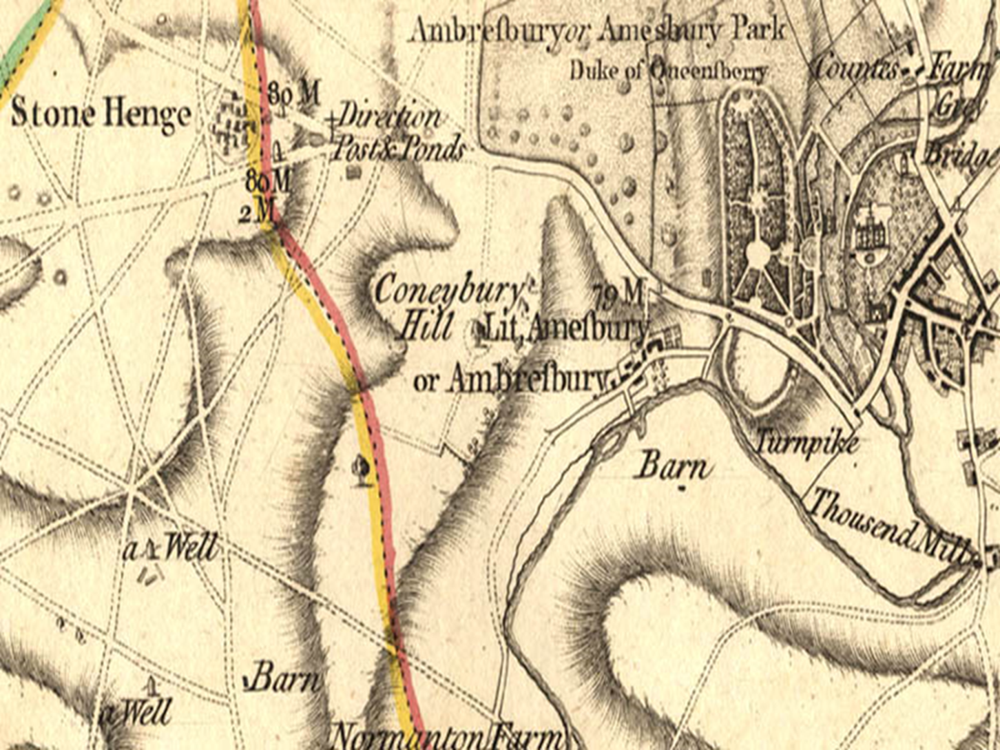 Ambreſbury or Amesbury Park
Duke of Queenſberry
Countes Farm
Grey
Bridge
Stone Henge
80 M
Direction
Post & Ponds
80 M
2 M
Coneybury
Hill
79 M
Lit. Ameſbury
or Ambreſbury
Turnpike
Barn
Thousend Mill
a Well
Barn
a Well
Normanton Farm